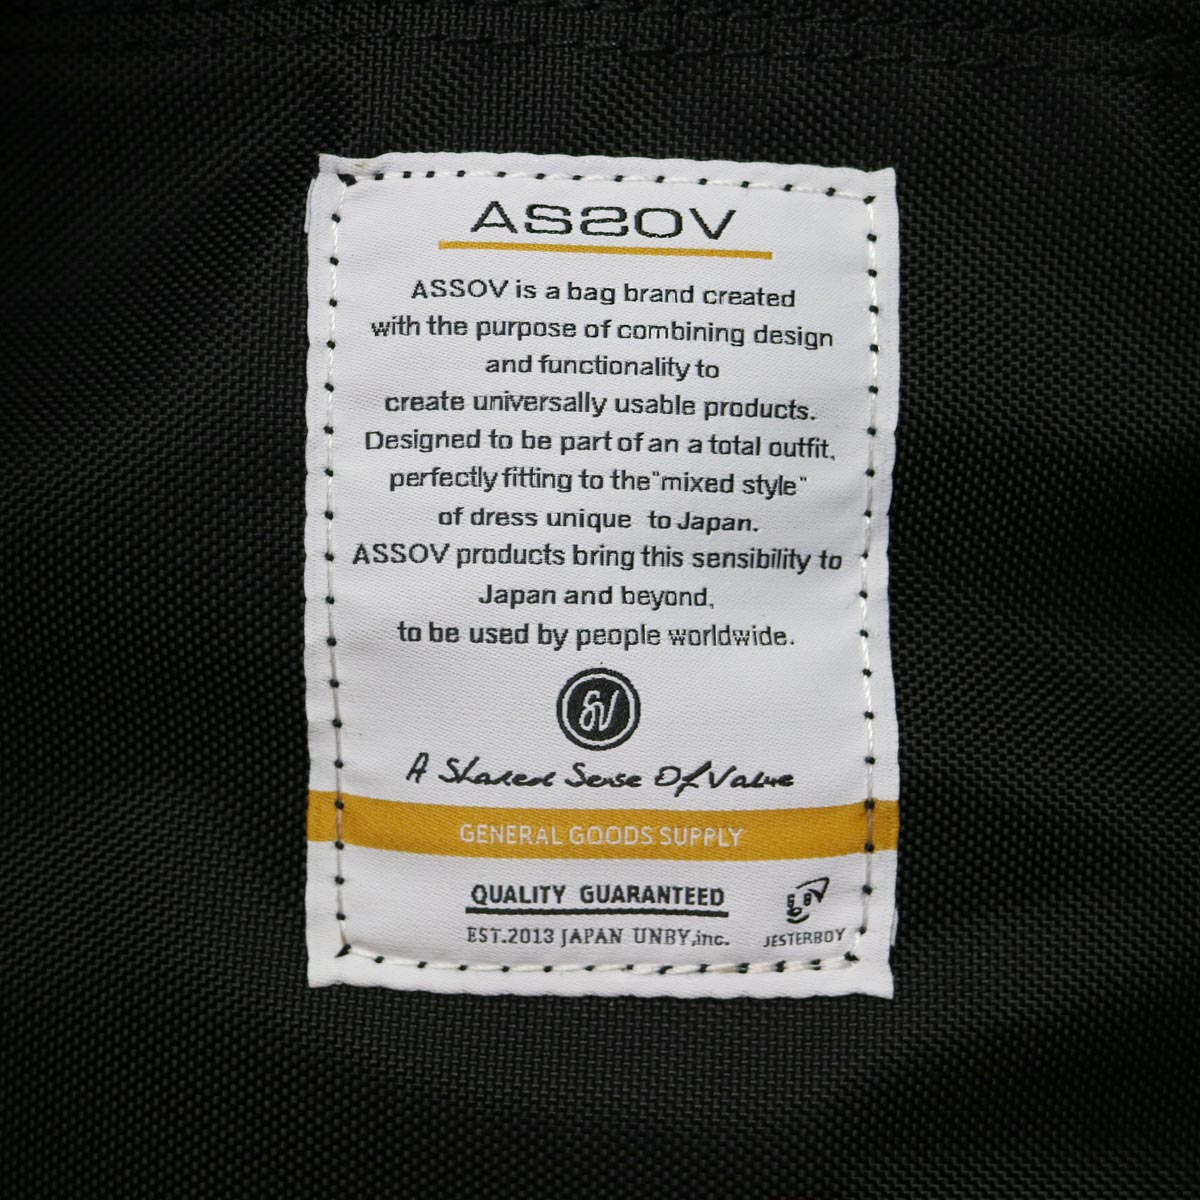 ASSOV
ASSOV is a bag brand created
with the purpose of combining design
and functionality to
create universally usable products.
Designed to be part of an a total outfit,
perfectly fitting to the "mixed style"
of dress unique to Japan.
ASSOV products bring this sensibility to
Japan and beyond,
to be used by people worldwide.
SV
A Shared Sense Of Value
GENERAL GOODS SUPPLY
QUALITY GUARANTEED
EST.2013 JAPAN UNBY,inc.
JESTERBOY